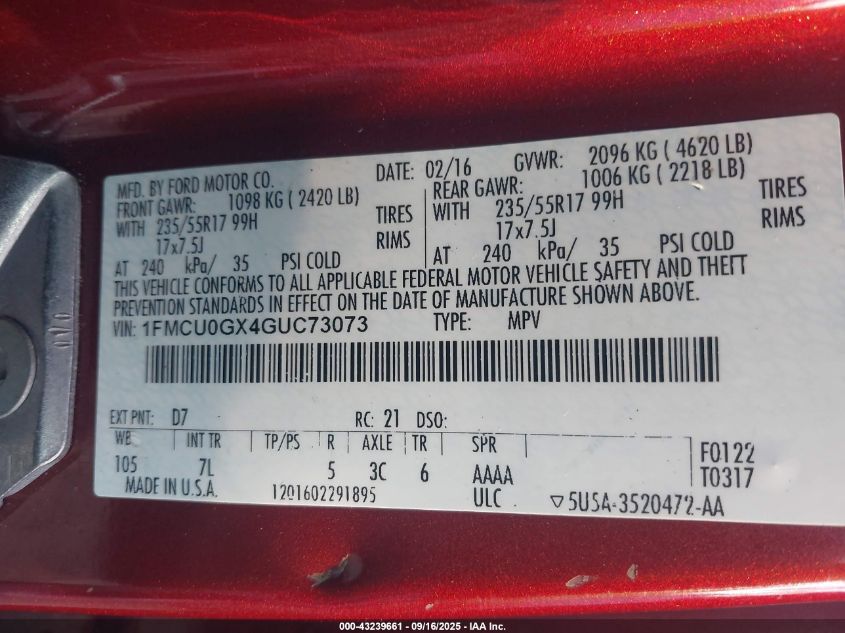 MFD. BY FORD MOTOR CO. DATE: 02/16 GVWR: 2096 KG ( 4620 LB)
FRONT GAWR: 1098 KG ( 2420 LB) REAR GAWR: 1006 KG ( 2218 LB)
WITH 235/55R17 99H TIRES WITH 235/55R17 99H TIRES
17x7.5J RIMS 17x7.5J RIMS
AT 240 kPa/ 35 PSI COLD AT 240 kPa/ 35 PSI COLD
THIS VEHICLE CONFORMS TO ALL APPLICABLE FEDERAL MOTOR VEHICLE SAFETY AND THEFT
PREVENTION STANDARDS IN EFFECT ON THE DATE OF MANUFACTURE SHOWN ABOVE.
VIN: 1FMCU0GX4GUC73073 TYPE: MPV
EXT PNT: D7 RC: 21 DSO:
WB INT TR TP/PS R AXLE TR SPR F0122
105 7L 5 3C 6 AAAA T0317
MADE IN U.S.A. 1201602291895 ULC ▽5USA-3520472-AA
000-43239661 - 09/16/2025 - IAA Inc.